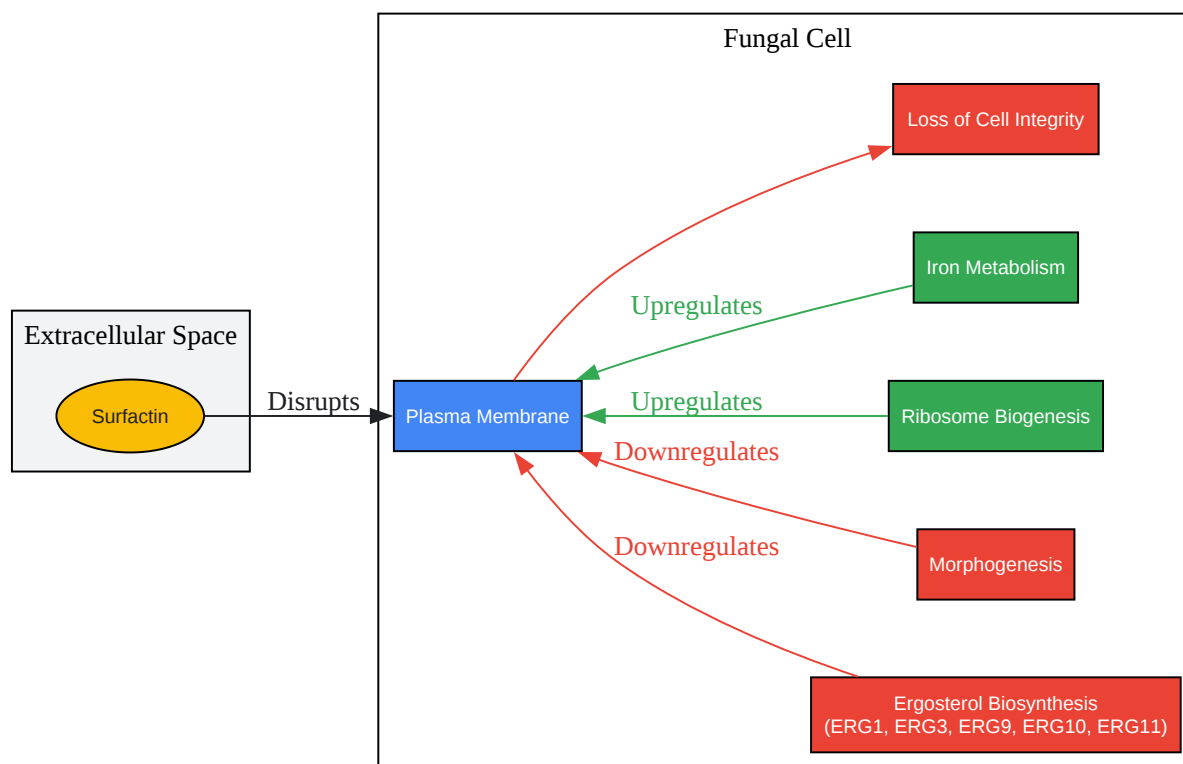 Fungal Cell
Loss of Cell Integrity
Iron Metabolism
Upregulates
Extracellular Space
Surfactin
Disrupts
Plasma Membrane
Upregulates
Ribosome Biogenesis
Downregulates
Morphogenesis
Downregulates
Ergosterol Biosynthesis
(ERG1, ERG3, ERG9, ERG10, ERG11)